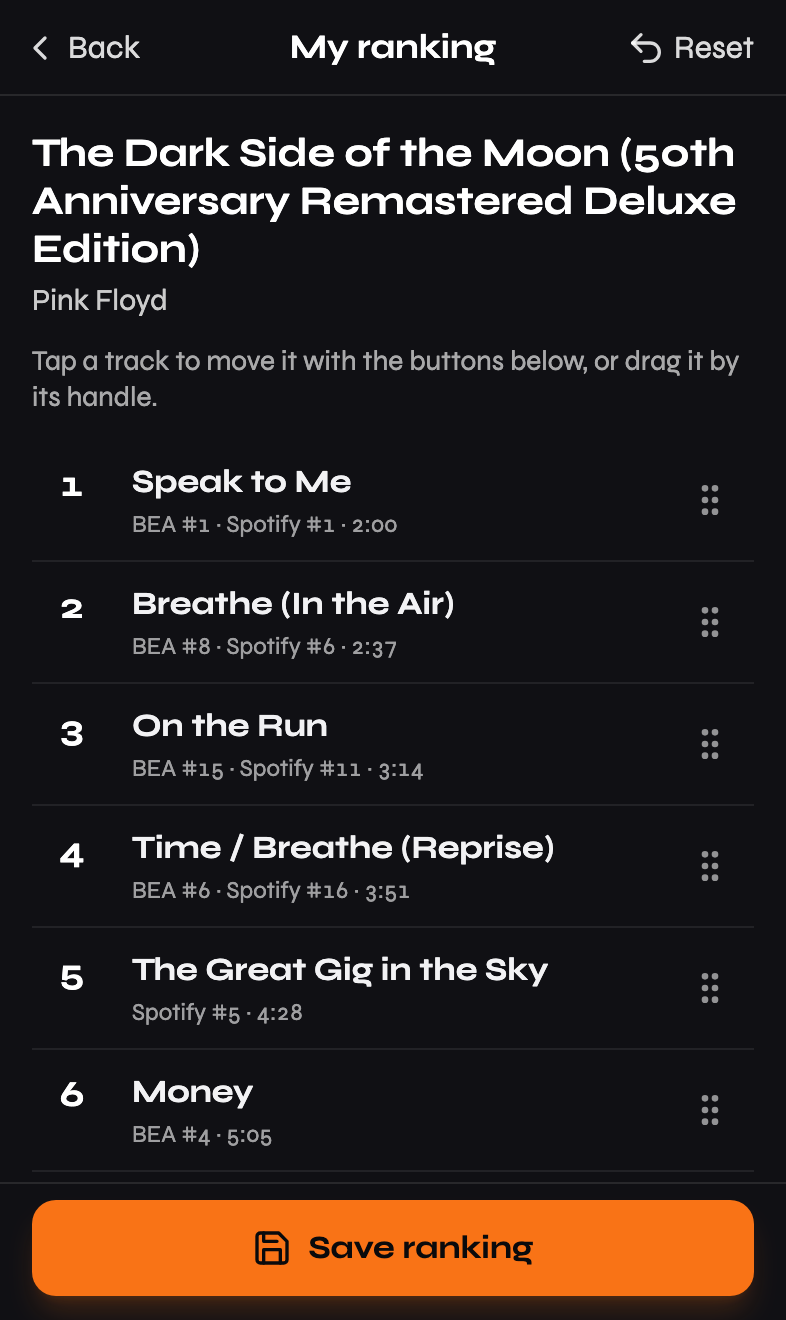 Back
My ranking
Reset
The Dark Side of the Moon (50th
Anniversary Remastered Deluxe
Edition)
Pink Floyd
Tap a track to move it with the buttons below, or drag it by
its handle.
1
Speak to Me
BEA #1 · Spotify #1 · 2:00
2
Breathe (In the Air)
BEA #8 · Spotify #6 · 2:37
3
On the Run
BEA #15 · Spotify #11 · 3:14
4
Time / Breathe (Reprise)
BEA #6 · Spotify #16 · 3:51
5
The Great Gig in the Sky
Spotify #5 · 4:28
6
Money
BEA #4 · 5:05
Save ranking